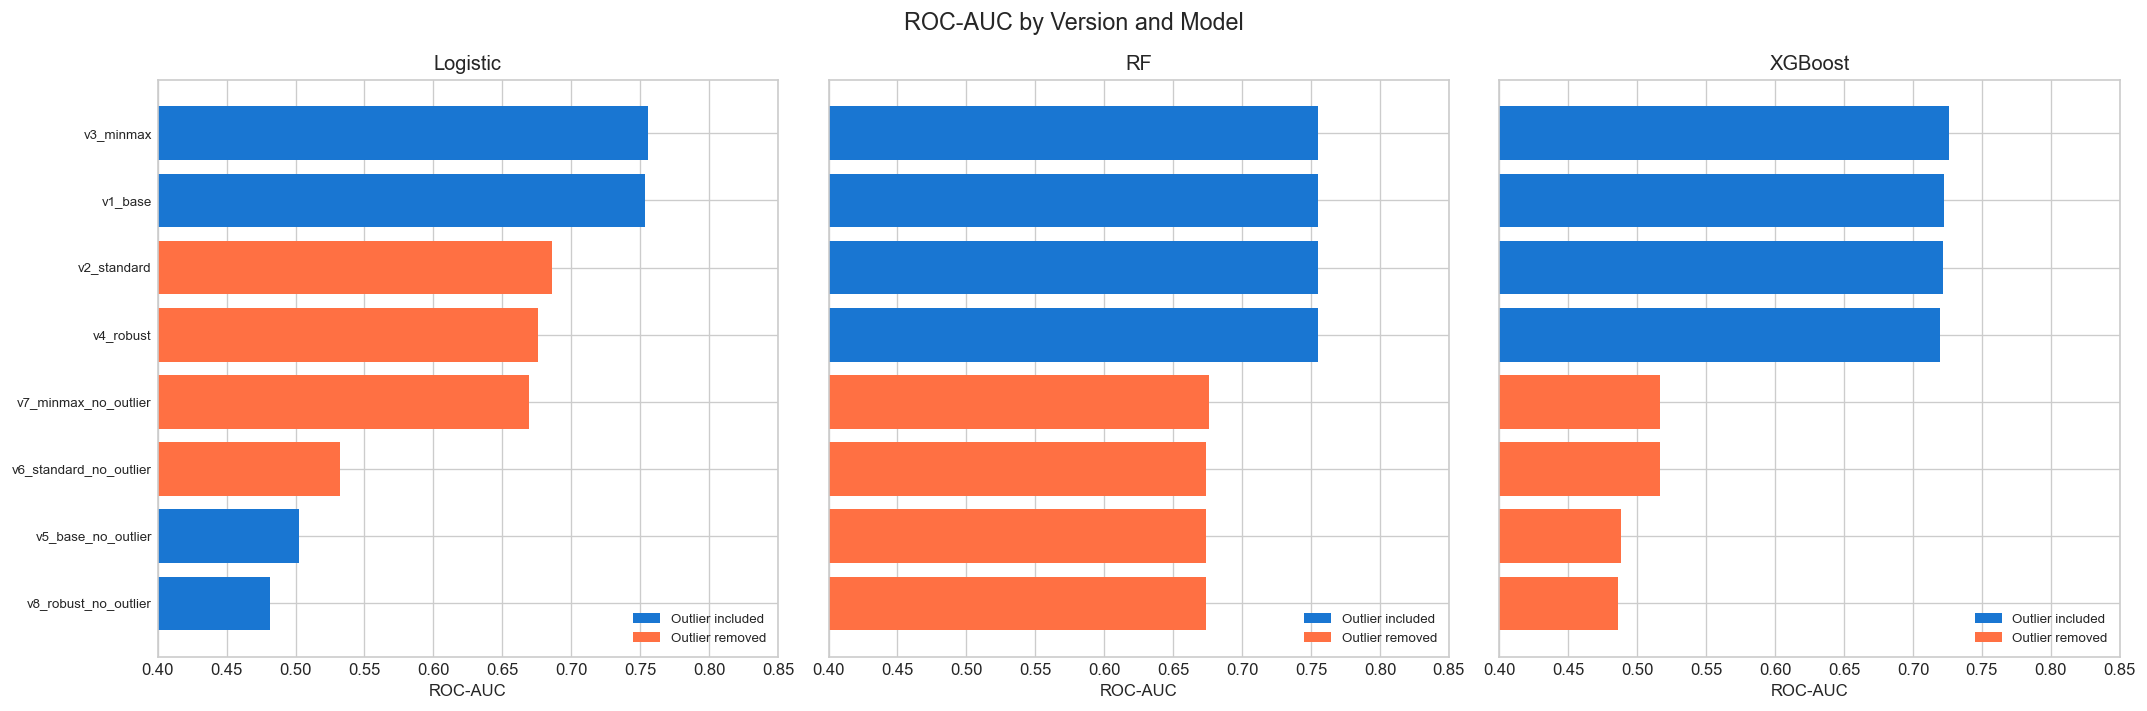 ROC-AUC by Version and Model
Logistic
v3_minmax
v1_base
v2_standard
v4_robust
v7_minmax_no_outlier
v6_standard_no_outlier
v5_base_no_outlier
v8_robust_no_outlier
Outlier included
Outlier removed
0.40 0.45 0.50 0.55 0.60 0.65 0.70 0.75 0.80 0.85
ROC-AUC
RF
Outlier included
Outlier removed
0.40 0.45 0.50 0.55 0.60 0.65 0.70 0.75 0.80 0.85
ROC-AUC
XGBoost
Outlier included
Outlier removed
0.40 0.45 0.50 0.55 0.60 0.65 0.70 0.75 0.80 0.85
ROC-AUC